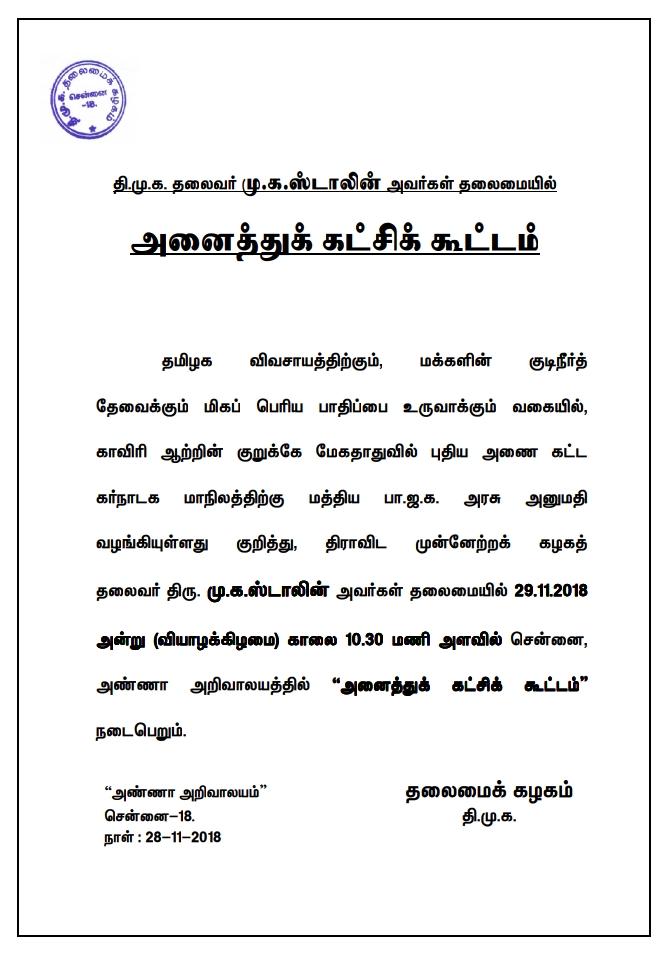 தி.மு.க. தலைமைக் கழகம்
சென்னை
-18.
தி.மு.க. தலைவர் மு.க.ஸ்டாலின் அவர்கள் தலைமையில்
அனைத்துக் கட்சிக் கூட்டம்
தமிழக விவசாயத்திற்கும், மக்களின் குடிநீர்த்
தேவைக்கும் மிகப் பெரிய பாதிப்பை உருவாக்கும் வகையில்,
காவிரி ஆற்றின் குறுக்கே மேகதாதுவில் புதிய அணை கட்ட
கர்நாடக மாநிலத்திற்கு மத்திய பா.ஜ.க. அரசு அனுமதி
வழங்கியுள்ளது குறித்து, திராவிட முன்னேற்றக் கழகத்
தலைவர் திரு. மு.க.ஸ்டாலின் அவர்கள் தலைமையில் 29.11.2018
அன்று (வியாழக்கிழமை) காலை 10.30 மணி அளவில் சென்னை,
அண்ணா அறிவாலயத்தில் “அனைத்துக் கட்சிக் கூட்டம்”
நடைபெறும்.
“அண்ணா அறிவாலயம்”
சென்னை–18.
நாள் : 28–11–2018
தலைமைக் கழகம்
தி.மு.க.